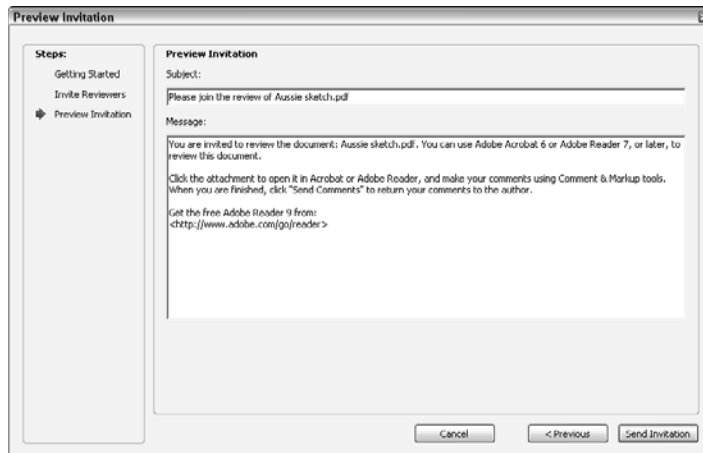 Preview Invitation
Steps:
Getting Started
Invite Reviewers
Preview Invitation
Preview Invitation
Subject:
Please join the review of Aussie sketch.pdf
Message:
You are invited to review the document: Aussie sketch.pdf. You can use Adobe Acrobat 6 or Adobe Reader 7, or later, to
review this document.
Click the attachment to open it in Acrobat or Adobe Reader, and make your comments using Comment & Markup tools.
When you are finished, click "Send Comments" to return your comments to the author.
Get the free Adobe Reader 9 from:
<http://www.adobe.com/go/reader>
Cancel
< Previous
Send Invitation